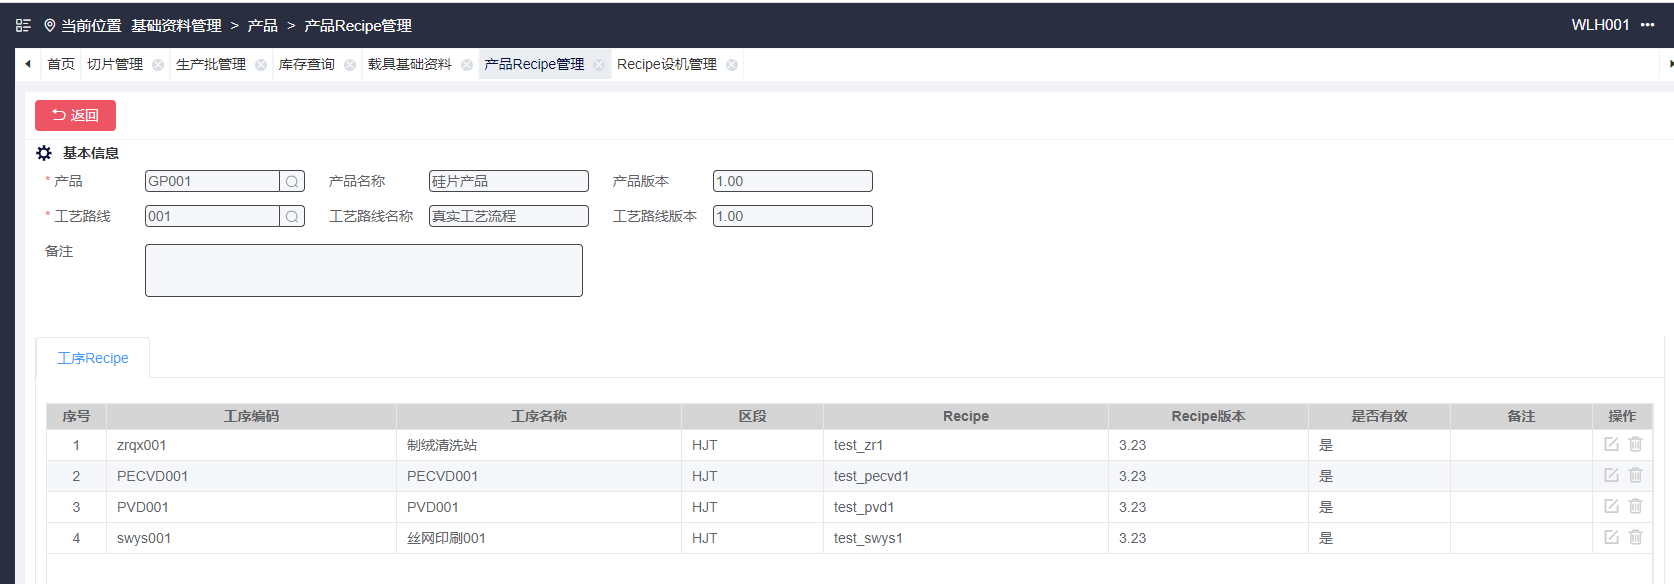 当前位置 基础资料管理 > 产品 > 产品Recipe管理 WLH001 •••
首页 切片管理 生产批管理 库存查询 载具基础资料 产品Recipe管理 Recipe设机管理
返回
基本信息
* 产品 GP001 产品名称 硅片产品 产品版本 1.00
* 工艺路线 001 工艺路线名称 真实工艺流程 工艺路线版本 1.00
备注
工序Recipe
序号 工序编码 工序名称 区段 Recipe Recipe版本 是否有效 备注 操作
1 zrqx001 制绒清洗站 HJT test_zr1 3.23 是
2 PECVD001 PECVD001 HJT test_pecvd1 3.23 是
3 PVD001 PVD001 HJT test_pvd1 3.23 是
4 swys001 丝网印刷001 HJT test_swys1 3.23 是